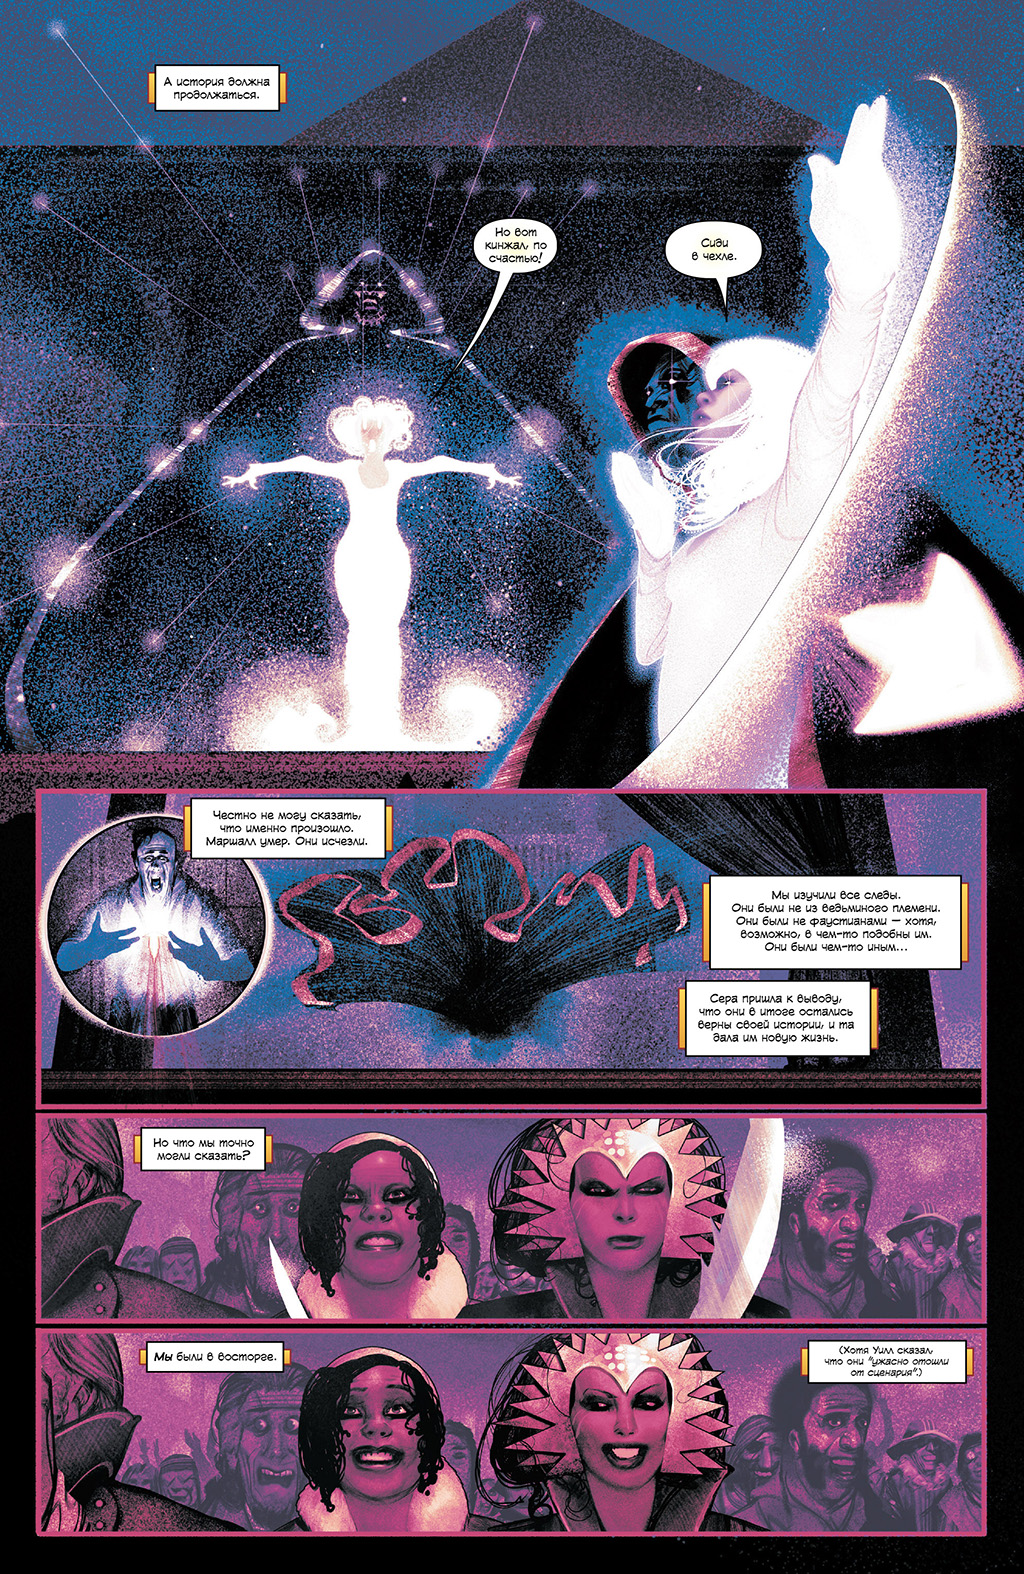 А история должна
продолжаться.
Но вот
кинжал, по
счастью!
Сиди
в чехле.
Честно не могу сказать,
что именно произошло.
Маршалл умер. Они исчезли.
Мы изучили все следы.
Они были не из ведьминого племени.
Они были не фаустианами — хотя,
возможно, в чем-то подобны им.
Они были чем-то иным...
Сера пришла к выводу,
что они в итоге остались
верны своей истории, и та
дала им новую жизнь.
Но что мы точно
могли сказать?
Мы были в восторге.
(Хотя Уилл сказал,
что они "ужасно отошли
от сценария".)